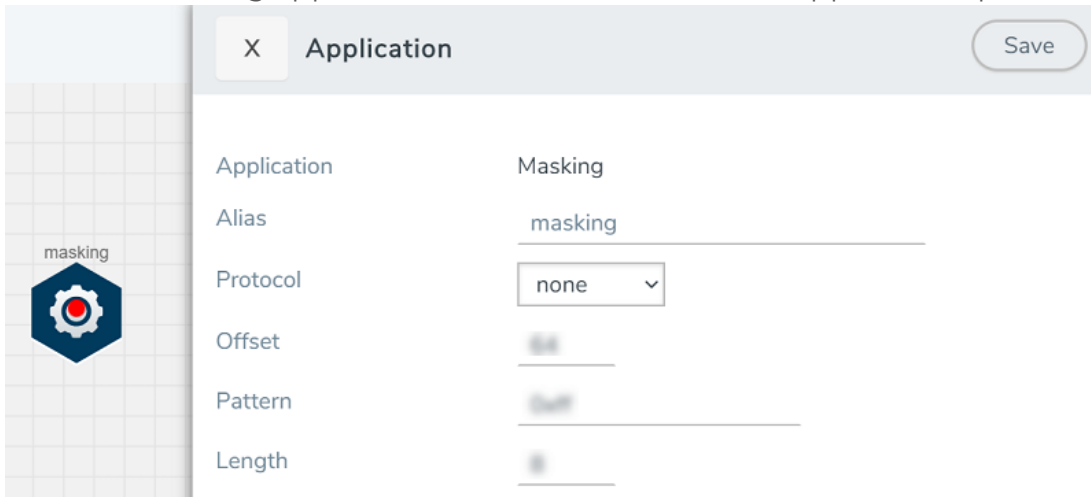 X Application Save
Application Masking
Alias masking
masking
Protocol none
Offset
Pattern
Length